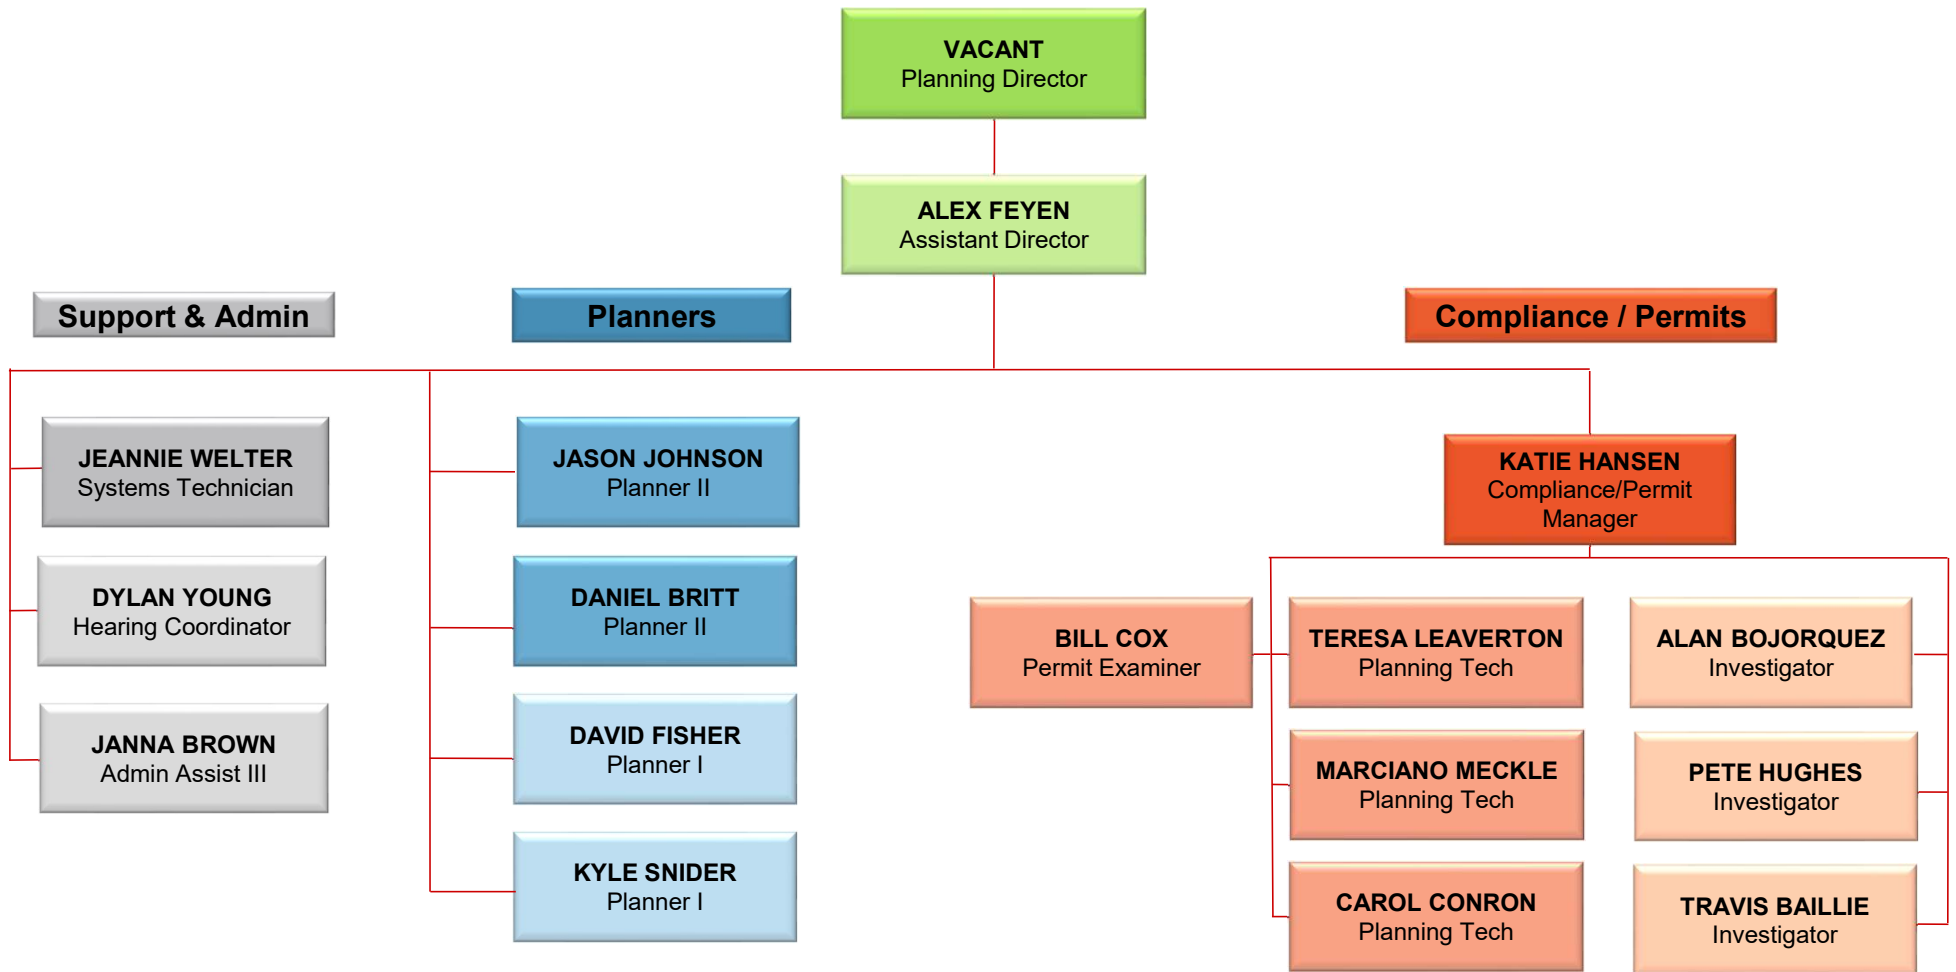 VACANT
Planning Director
ALEX FEYEN
Assistant Director
Support & Admin
Planners
Compliance / Permits
JEANNIE WELTER
Systems Technician
DYLAN YOUNG
Hearing Coordinator
JANNA BROWN
Admin Assist III
JASON JOHNSON
Planner II
DANIEL BRITT
Planner II
DAVID FISHER
Planner I
KYLE SNIDER
Planner I
KATIE HANSEN
Compliance/Permit
Manager
BILL COX
Permit Examiner
TERESA LEAVERTON
Planning Tech
MARCIANO MECKLE
Planning Tech
CAROL CONRON
Planning Tech
ALAN BOJORQUEZ
Investigator
PETE HUGHES
Investigator
TRAVIS BAILLIE
Investigator